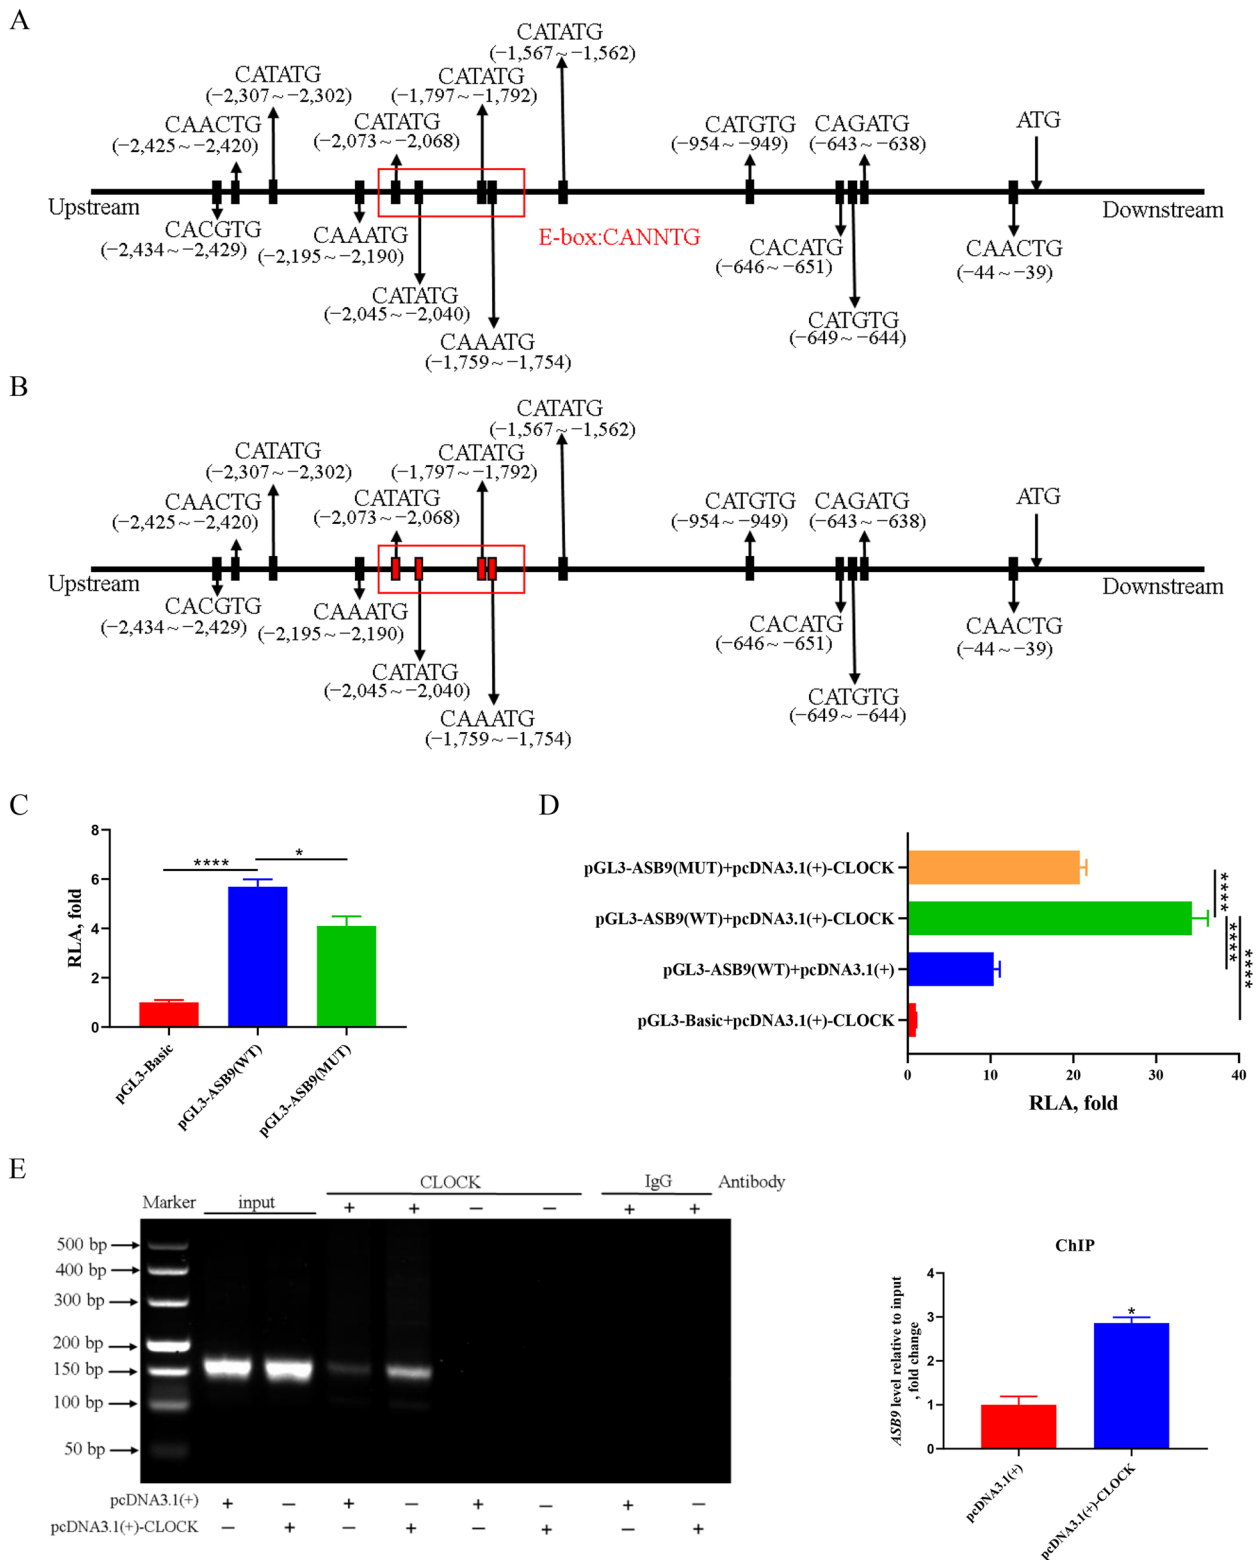 A
CATATG
(−1,567~−1,562)
CATATG
(−2,307~−2,302)
CATATG
(−1,797~−1,792)
CAACTG
(−2,425~−2,420)
CATATG
(−2,073~−2,068)
CATGTG
(−954~−949)
CAGATG
(−643~−638)
ATG
Upstream
Downstream
CACGTG
(−2,434~−2,429)
CAAATG
(−2,195~−2,190)
E-box:CANNTG
CACATG
(−646~−651)
CAACTG
(−44~−39)
CATATG
(−2,045~−2,040)
CATGTG
(−649~−644)
CAAATG
(−1,759~−1,754)
B
CATATG
(−1,567~−1,562)
CATATG
(−2,307~−2,302)
CATATG
(−1,797~−1,792)
CAACTG
(−2,425~−2,420)
CATATG
(−2,073~−2,068)
CATGTG
(−954~−949)
CAGATG
(−643~−638)
ATG
Upstream
Downstream
CACGTG
(−2,434~−2,429)
CAAATG
(−2,195~−2,190)
CACATG
(−646~−651)
CAACTG
(−44~−39)
CATATG
(−2,045~−2,040)
CATGTG
(−649~−644)
CAAATG
(−1,759~−1,754)
C
RLA, fold
8
6
4
2
0
****
*
pGL3-Basic
pGL3-ASB9(WT)
pGL3-ASB9(MUT)
D
pGL3-ASB9(MUT)+pcDNA3.1(+)-CLOCK
pGL3-ASB9(WT)+pcDNA3.1(+)-CLOCK
pGL3-ASB9(WT)+pcDNA3.1(+)
pGL3-Basic+pcDNA3.1(+)-CLOCK
****
****
****
0 10 20 30 40
RLA, fold
E
CLOCK IgG Antibody
Marker input + + − − + +
500 bp
400 bp
300 bp
200 bp
150 bp
100 bp
50 bp
pcDNA3.1(+) + − + − + − + −
pcDNA3.1(+)-CLOCK − + − + − + − +
ChIP
ASB9 level relative to input
, fold change
4
3
2
1
0
*
pcDNA3.1(+)
pcDNA3.1(+)-CLOCK